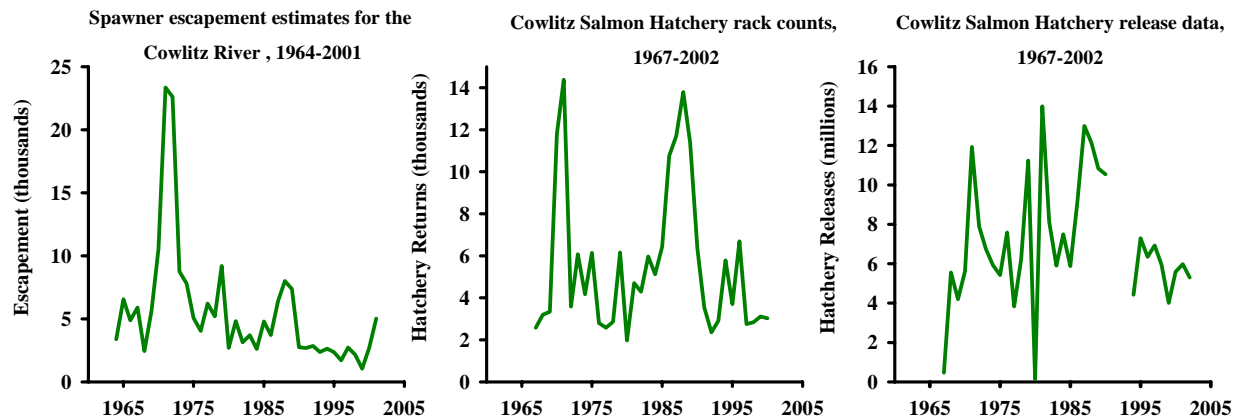 Spawner escapement estimates for the
Cowlitz River , 1964-2001
Escapement (thousands)
25
20
15
10
5
0
1965 1975 1985 1995 2005
Cowlitz Salmon Hatchery rack counts,
1967-2002
Hatchery Returns (thousands)
14
12
10
8
6
4
2
0
1965 1975 1985 1995 2005
Cowlitz Salmon Hatchery release data,
1967-2002
Hatchery Releases (millions)
16
14
12
10
8
6
4
2
0
1965 1975 1985 1995 2005